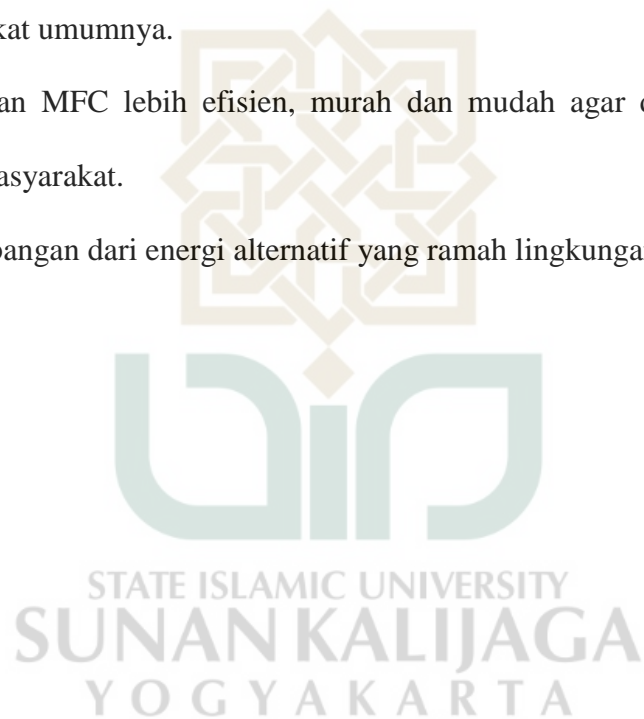 kat umumnya.
an MFC lebih efisien, murah dan mudah agar
asyarakat.
bangan dari energi alternatif yang ramah lingkunga
STATE ISLAMIC UNIVERSITY
SUNAN KALIJAGA
YOGYAKARTA